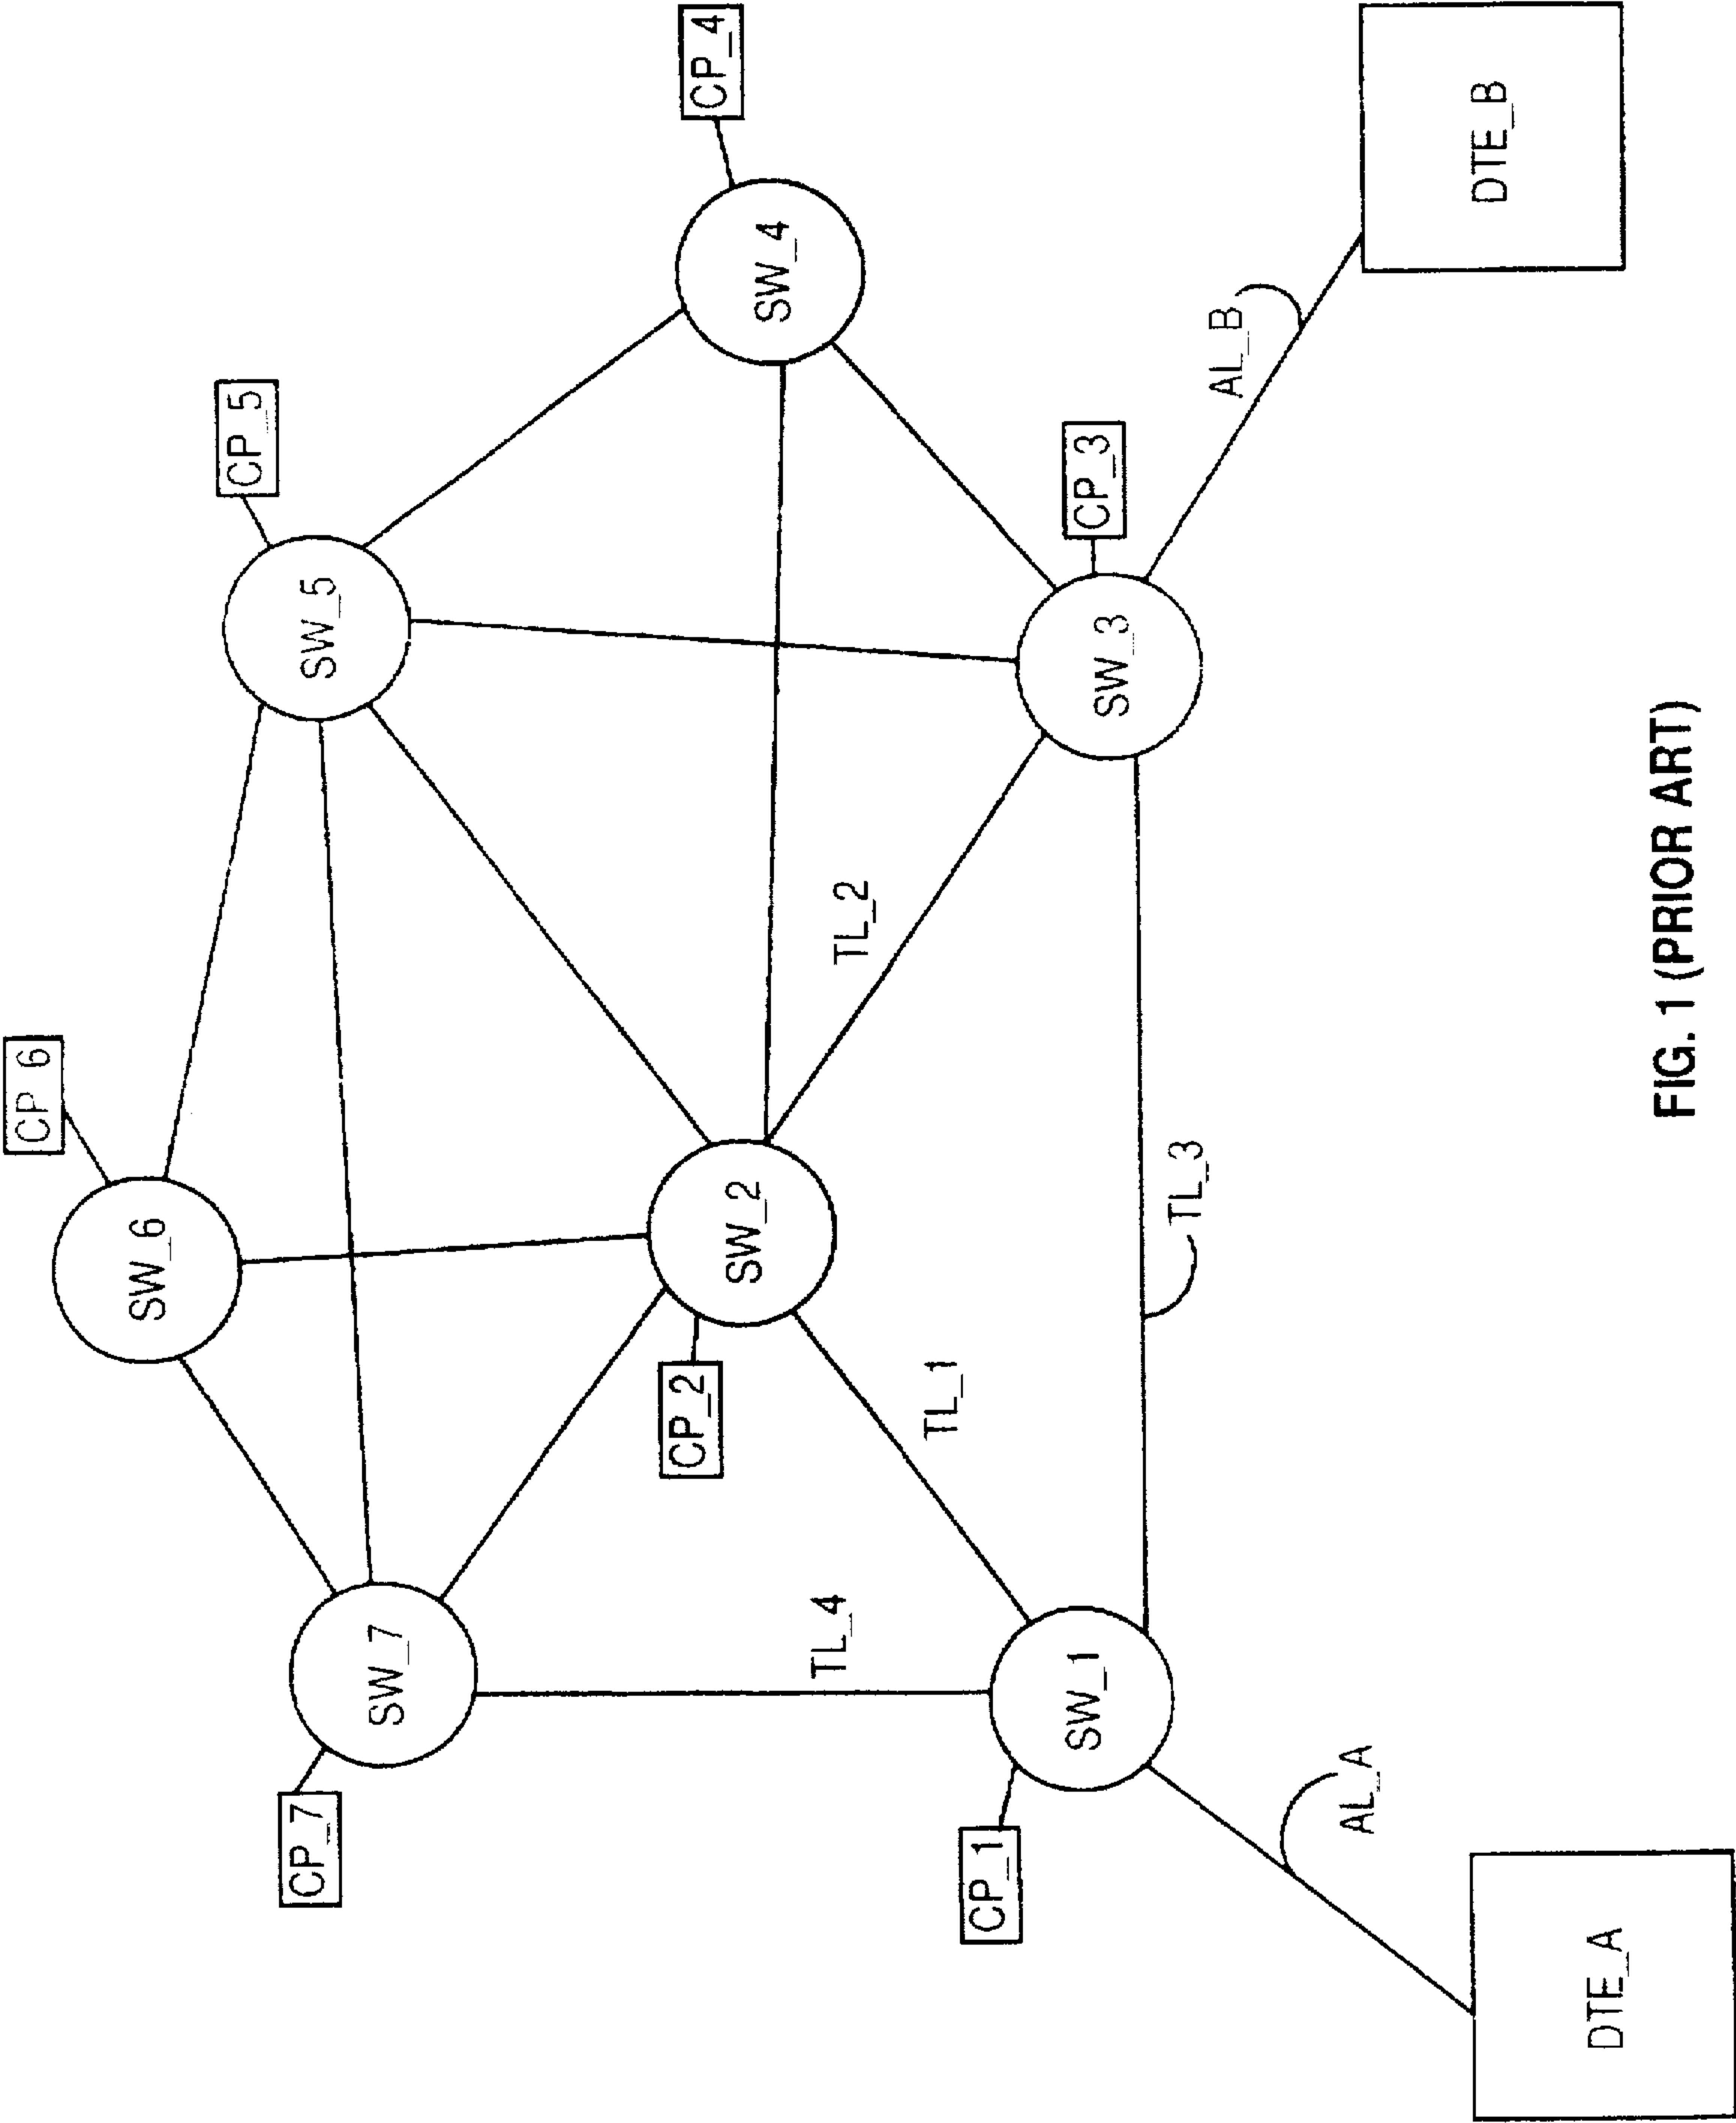 CP_6
CP_5
CP_4
SW_6
SW_5
SW_4
CP_7
SW_7
CP_2
SW_2
TL_2
CP_3
TL_4
TL_1
SW_3
AL_B
CP_1
SW_1
TL_3
AL_A
DTE_A
DTE_B
FIG. 1 (PRIOR ART)